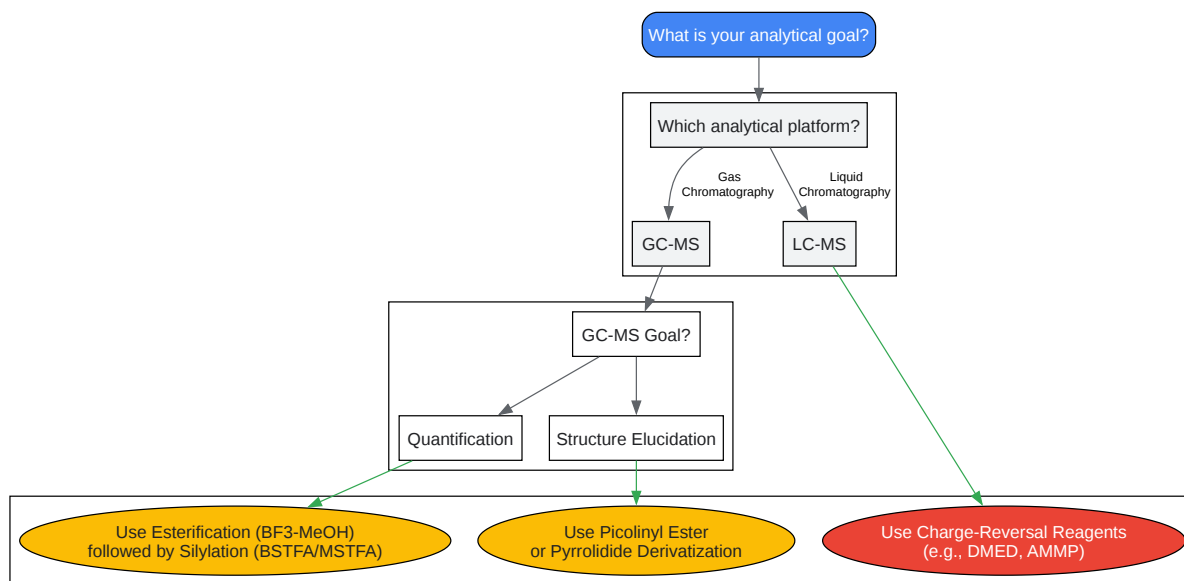 What is your analytical goal?
Which analytical platform?
Gas
Chromatography
Liquid
Chromatography
GC-MS
LC-MS
GC-MS Goal?
Quantification
Structure Elucidation
Use Esterification (BF3-MeOH)
followed by Silylation (BSTFA/MSTFA)
Use Picolinyl Ester
or Pyrrolidide Derivatization
Use Charge-Reversal Reagents
(e.g., DMED, AMMP)